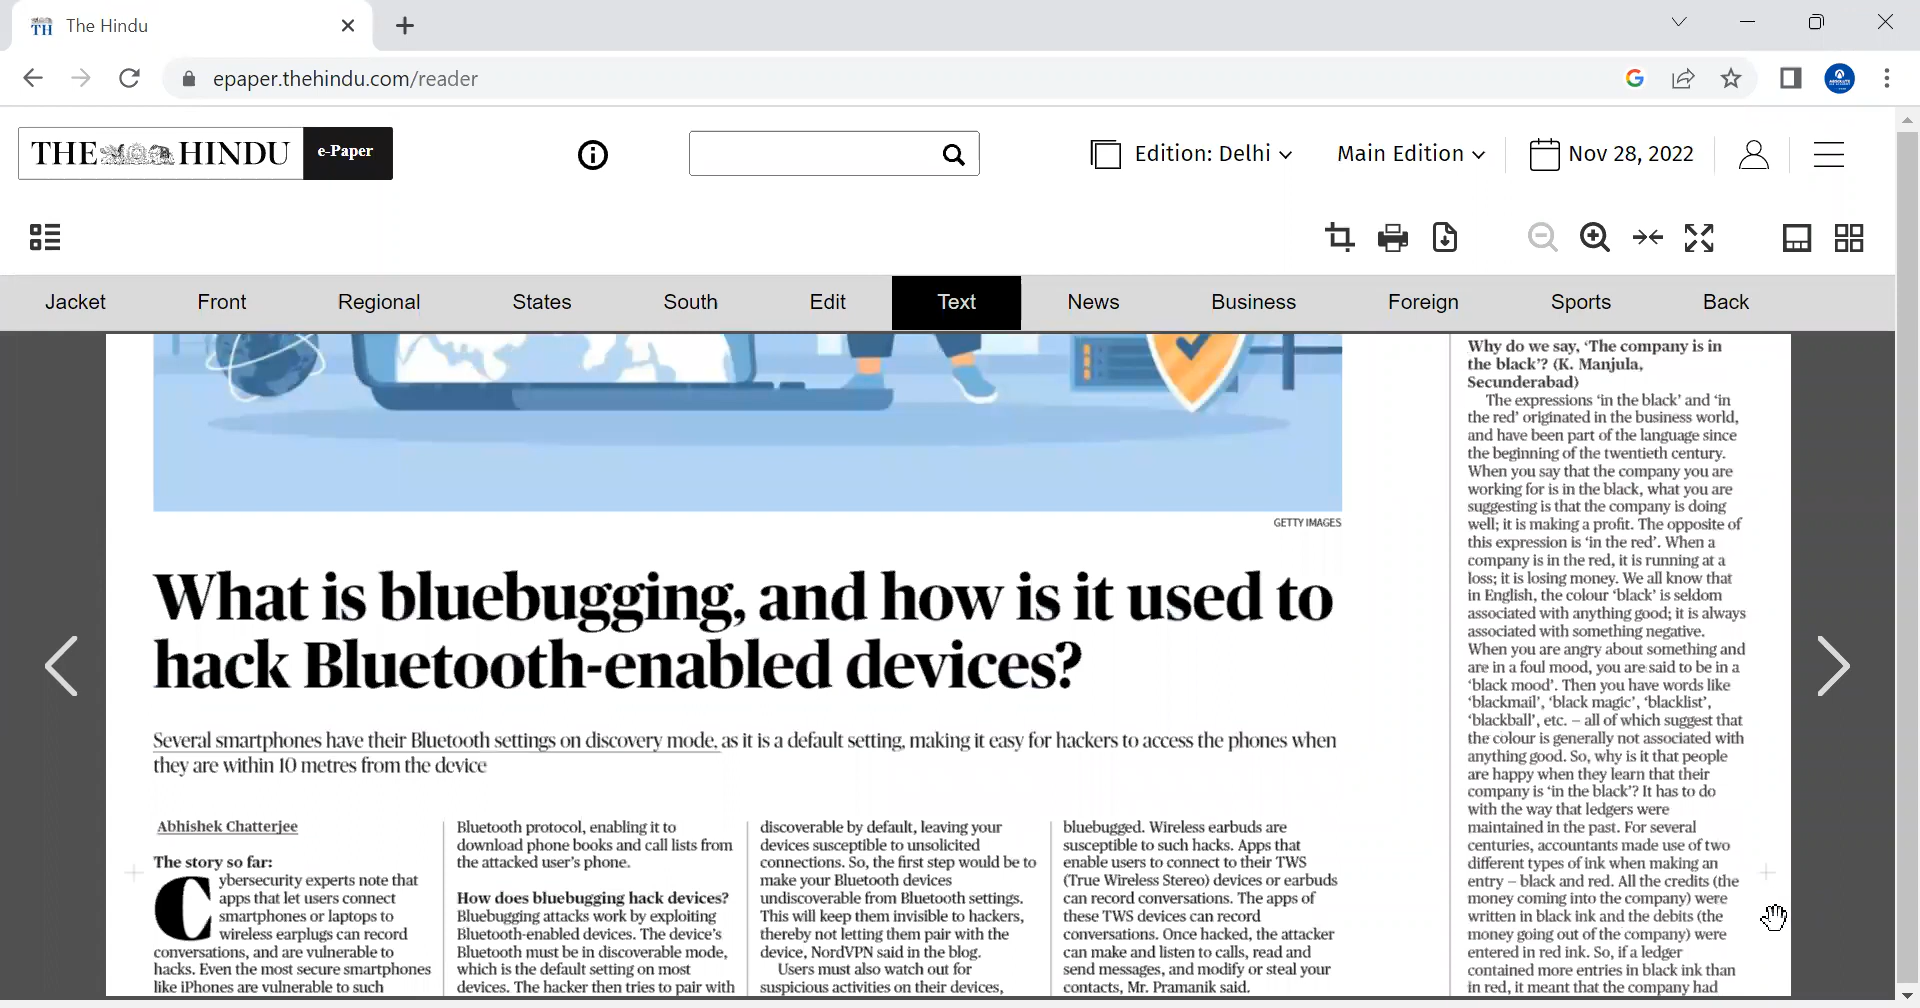 The Hindu
epaper.thehindu.com/reader
THE HINDU
e-Paper
Edition: Delhi
Main Edition
Nov 28, 2022
Jacket
Front
Regional
States
South
Edit
Text
News
Business
Foreign
Sports
Back
GETTY IMAGES
What is bluebugging, and how is it used to
hack Bluetooth-enabled devices?
Several smartphones have their Bluetooth settings on discovery mode, as it is a default setting, making it easy for hackers to access the phones when
they are within 10 metres from the device
Abhishek Chatterjee
The story so far:
Cybersecurity experts note that
apps that let users connect
smartphones or laptops to
wireless earplugs can record
conversations, and are vulnerable to
hacks. Even the most secure smartphones
like iPhones are vulnerable to such
Bluetooth protocol, enabling it to
download phone books and call lists from
the attacked user's phone.
How does bluebugging hack devices?
Bluebugging attacks work by exploiting
Bluetooth-enabled devices. The device's
Bluetooth must be in discoverable mode,
which is the default setting on most
devices. The hacker then tries to pair with
discoverable by default, leaving your
devices susceptible to unsolicited
connections. So, the first step would be to
make your Bluetooth devices
undiscoverable from Bluetooth settings.
This will keep them invisible to hackers,
thereby not letting them pair with the
device, NordVPN said in the blog.
Users must also watch out for
suspicious activities on their devices,
bluebugged. Wireless earbuds are
susceptible to such hacks. Apps that
enable users to connect to their TWS
(True Wireless Stereo) devices or earbuds
can record conversations. The apps of
these TWS devices can record
conversations. Once hacked, the attacker
can make and listen to calls, read and
send messages, and modify or steal your
contacts, Mr. Pramanik said.
Why do we say, 'The company is in
the black'? (K. Manjula,
Secunderabad)
The expressions 'in the black' and 'in
the red' originated in the business world,
and have been part of the language since
the beginning of the twentieth century.
When you say that the company you are
working for is in the black, what you are
suggesting is that the company is doing
well; it is making a profit. The opposite of
this expression is 'in the red'. When a
company is in the red, it is running at a
loss; it is losing money. We all know that
in English, the colour 'black' is seldom
associated with anything good; it is always
associated with something negative.
When you are angry about something and
are in a foul mood, you are said to be in a
'black mood'. Then you have words like
'blackmail', 'black magic', 'blacklist',
'blackball', etc. – all of which suggest that
the colour is generally not associated with
anything good. So, why is it that people
are happy when they learn that their
company is 'in the black'? It has to do
with the way that ledgers were
maintained in the past. For several
centuries, accountants made use of two
different types of ink when making an
entry – black and red. All the credits (the
money coming into the company) were
written in black ink and the debits (the
money going out of the company) were
entered in red ink. So, if a ledger
contained more entries in black ink than
in red, it meant that the company had